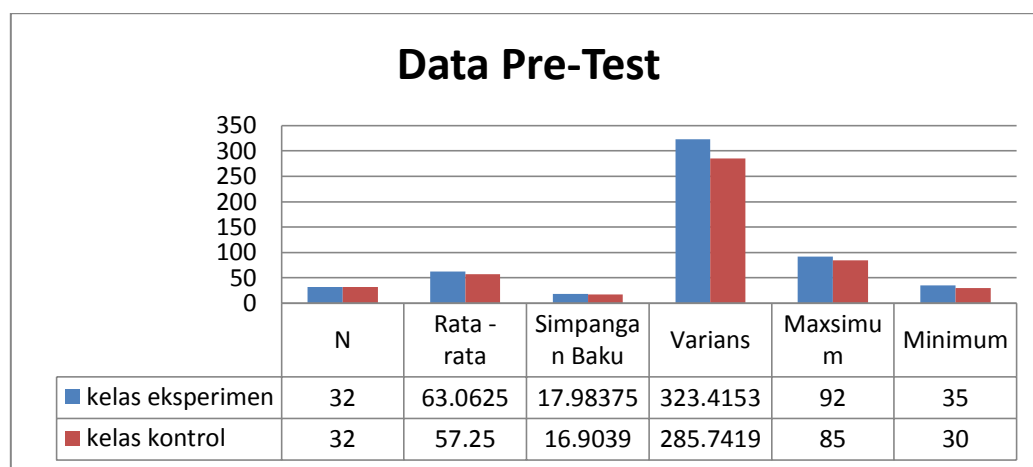 Data Pre-Test
350
300
250
200
150
100
50
0
N
Rata -
rata
Simpanga
n Baku
Varians
Maxsimu
m
Minimum
kelas eksperimen 32 63.0625 17.98375 323.4153 92 35
kelas kontrol 32 57.25 16.9039 285.7419 85 30